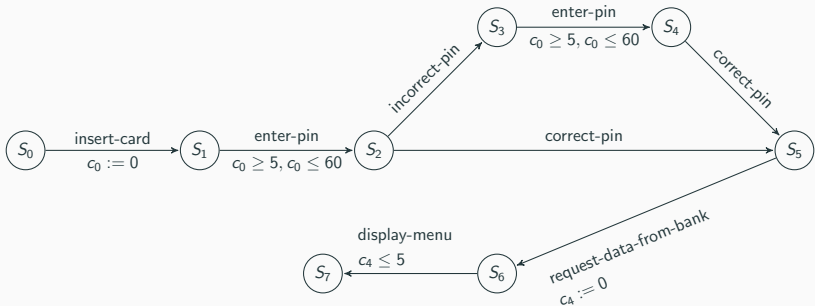 enter-pin
S₃
S₄
c₀ ≥ 5, c₀ ≤ 60
incorrect-pin
correct-pin
insert-card
enter-pin
correct-pin
S₀
S₁
S₂
S₅
c₀ := 0
c₀ ≥ 5, c₀ ≤ 60
display-menu
request-data-from-bank
c₄ ≤ 5
S₇
S₆
c₄ := 0